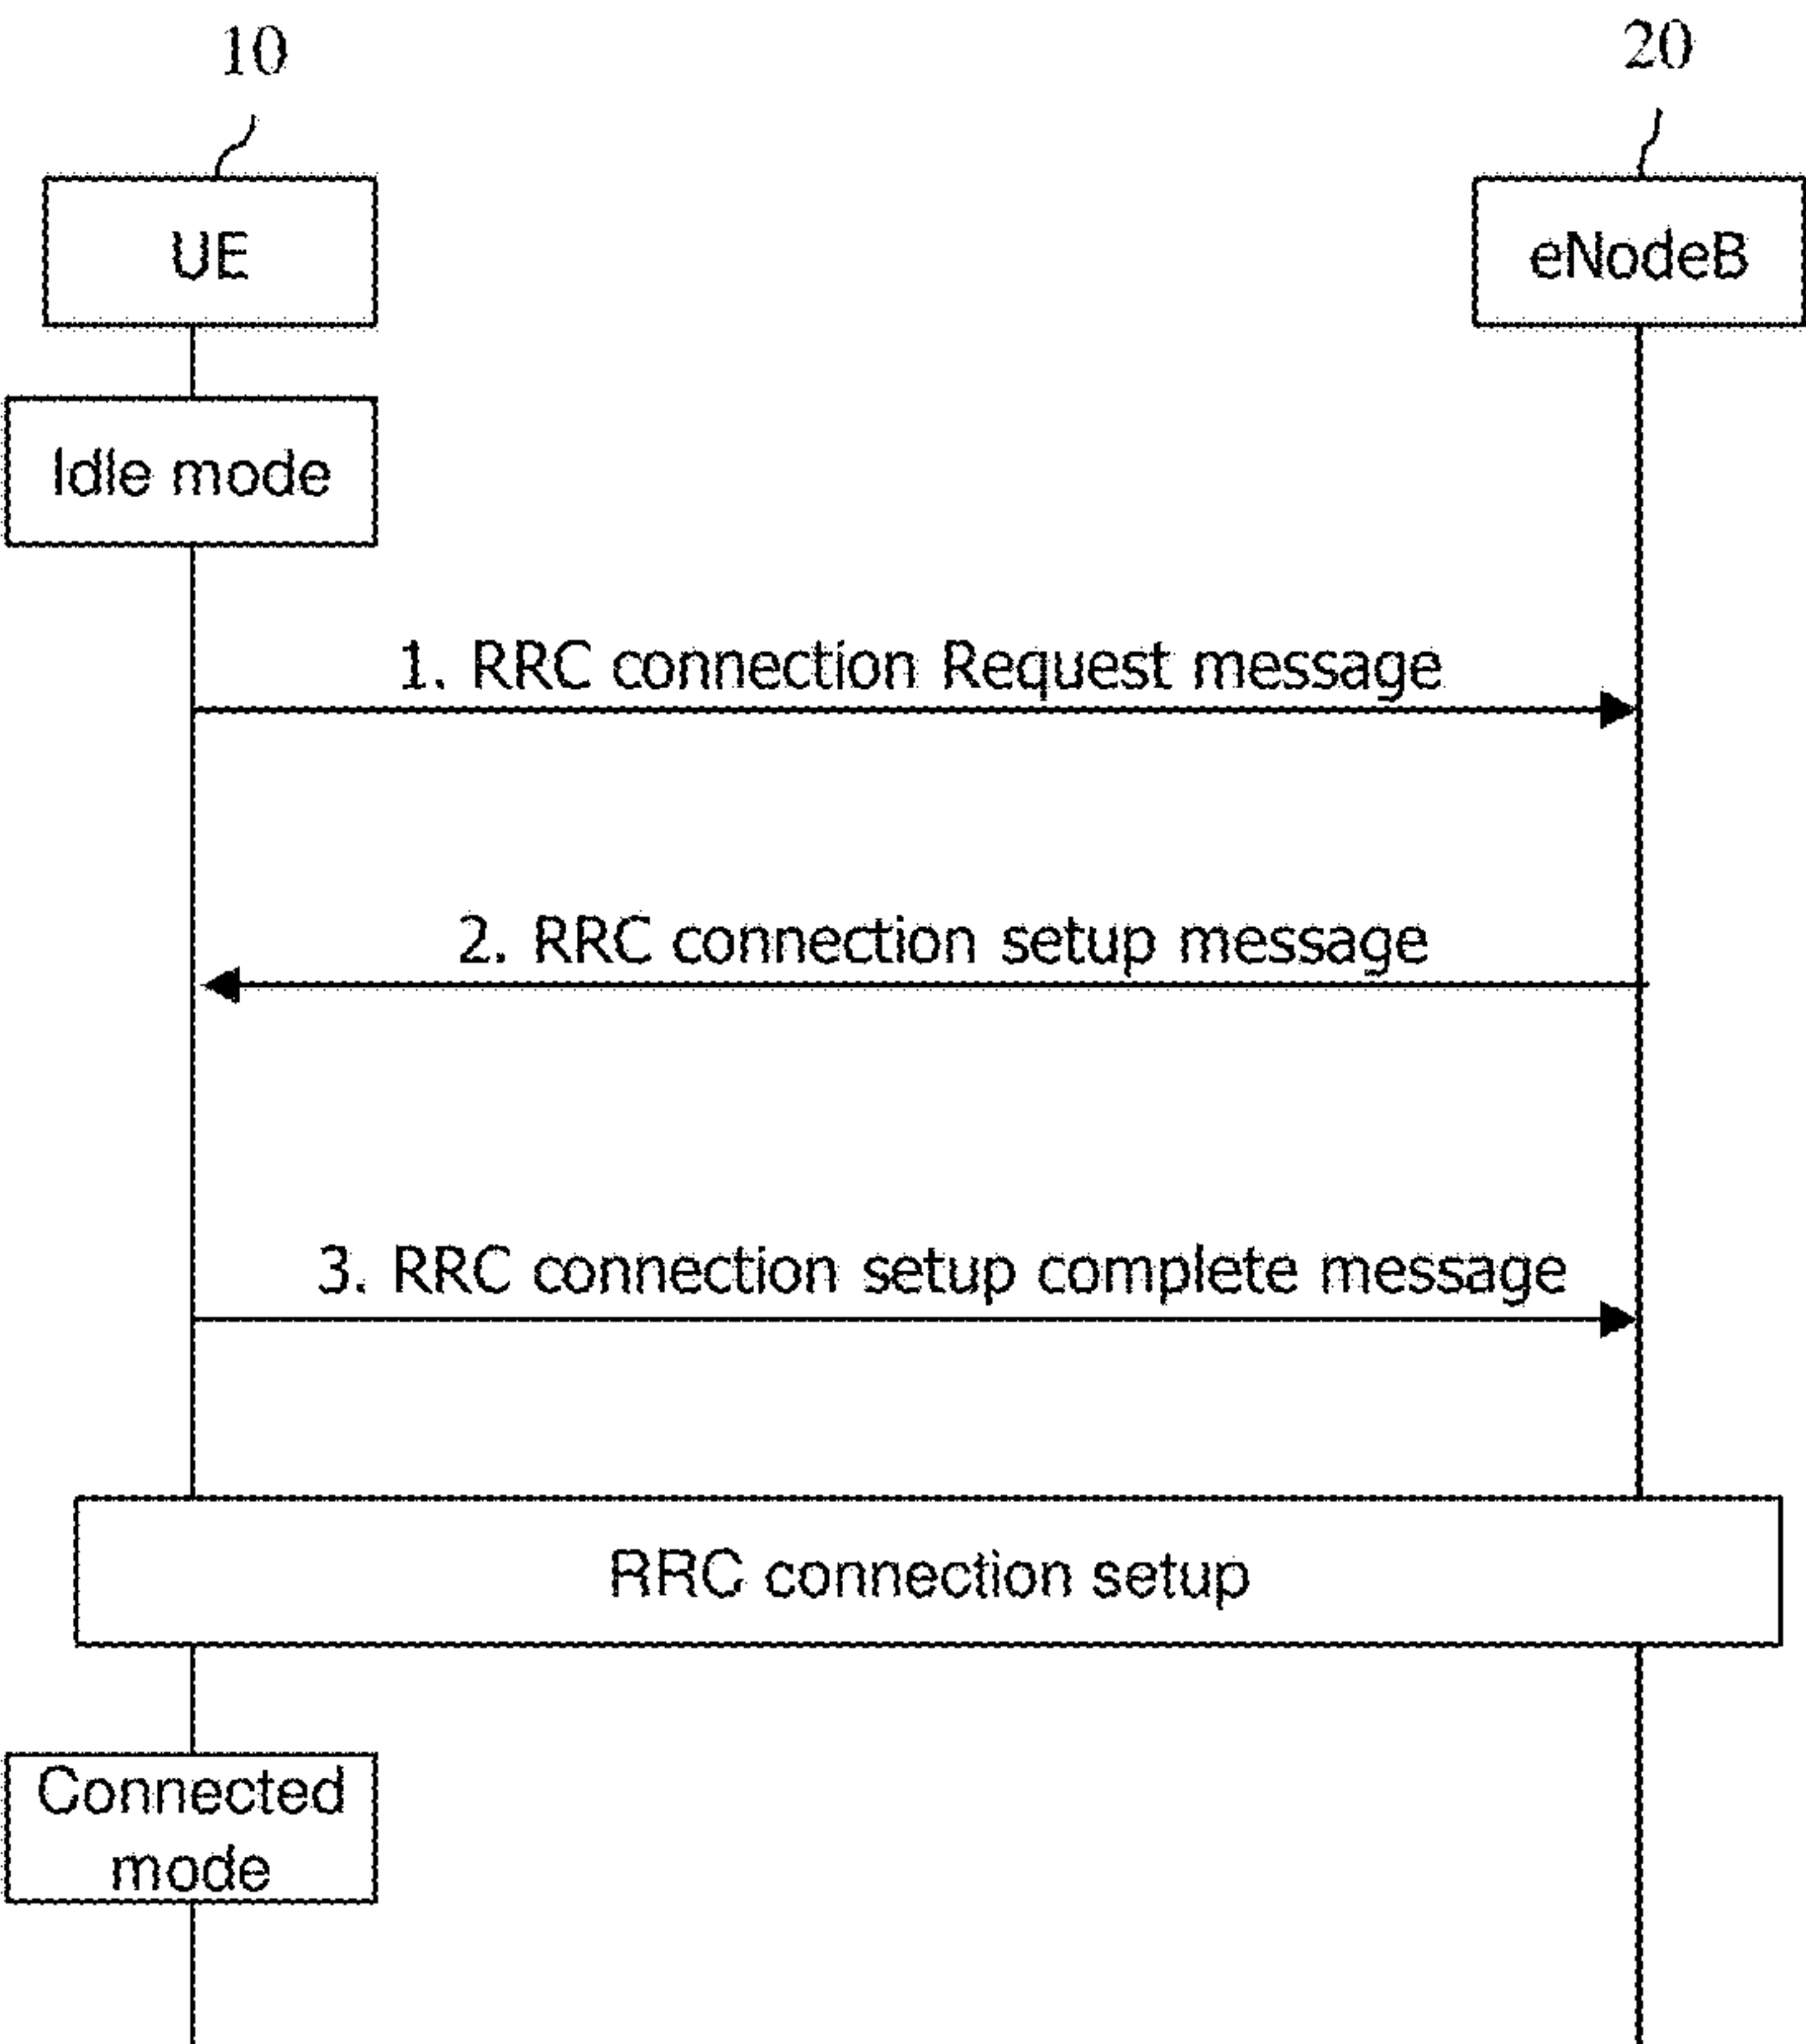 10
20
UE
eNodeB
Idle mode
1. RRC connection Request message
2. RRC connection setup message
3. RRC connection setup complete message
RRC connection setup
Connected
mode